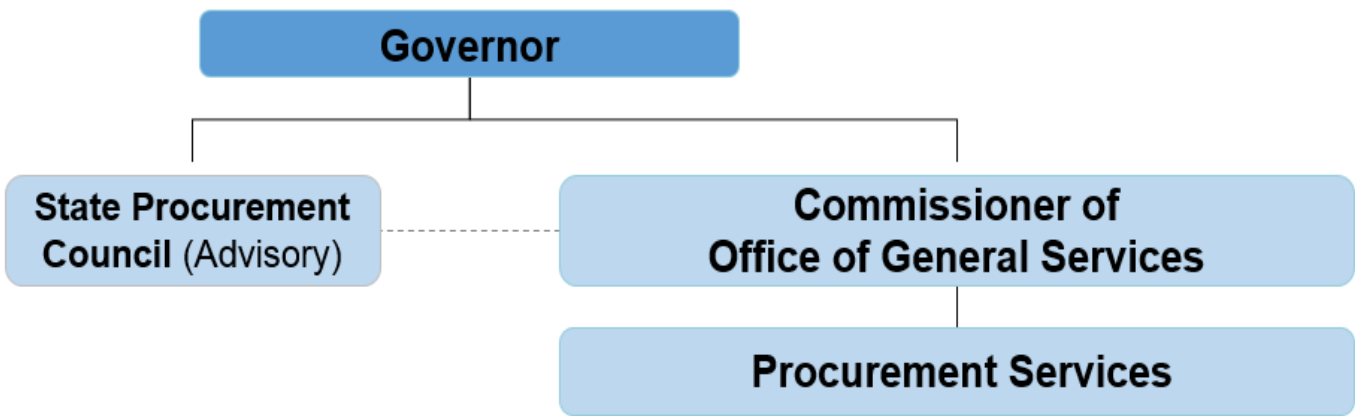 Governor
State Procurement
Council (Advisory)
Commissioner of
Office of General Services
Procurement Services